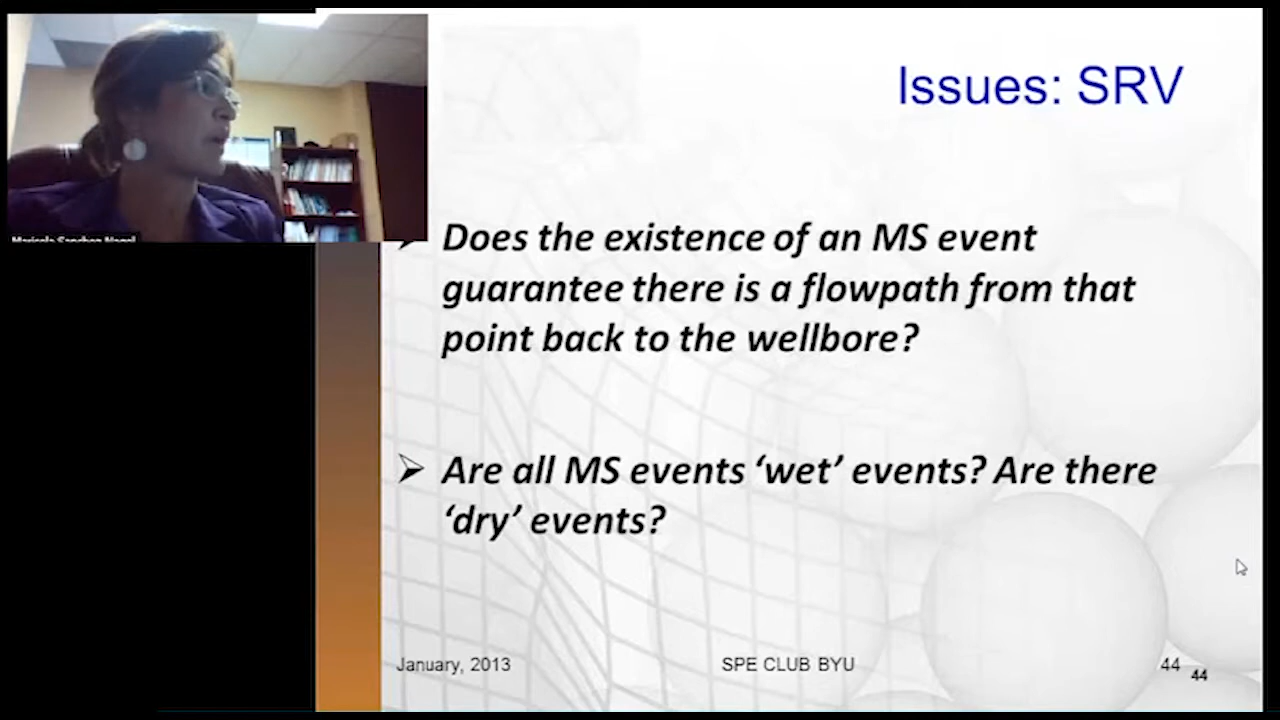 Issues: SRV
Does the existence of an MS event
guarantee there is a flowpath from that
point back to the wellbore?
Are all MS events ‘wet’ events? Are there
‘dry’ events?
January, 2013 SPE CLUB BYU 44
44